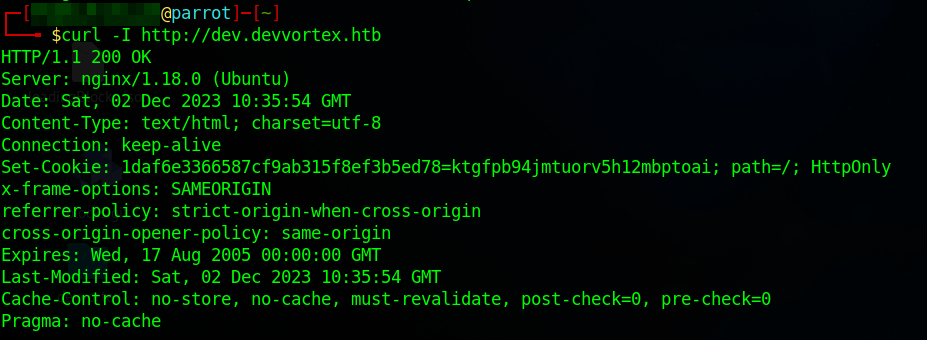 [@parrot]─[~]
$curl -I http://dev.devvortex.htb
HTTP/1.1 200 OK
Server: nginx/1.18.0 (Ubuntu)
Date: Sat, 02 Dec 2023 10:35:54 GMT
Content-Type: text/html; charset=utf-8
Connection: keep-alive
Set-Cookie: 1daf6e3366587cf9ab315f8ef3b5ed78=ktgfpb94jmtuorv5h12mbptoai; path=/; HttpOnly
x-frame-options: SAMEORIGIN
referrer-policy: strict-origin-when-cross-origin
cross-origin-opener-policy: same-origin
Expires: Wed, 17 Aug 2005 00:00:00 GMT
Last-Modified: Sat, 02 Dec 2023 10:35:54 GMT
Cache-Control: no-store, no-cache, must-revalidate, post-check=0, pre-check=0
Pragma: no-cache